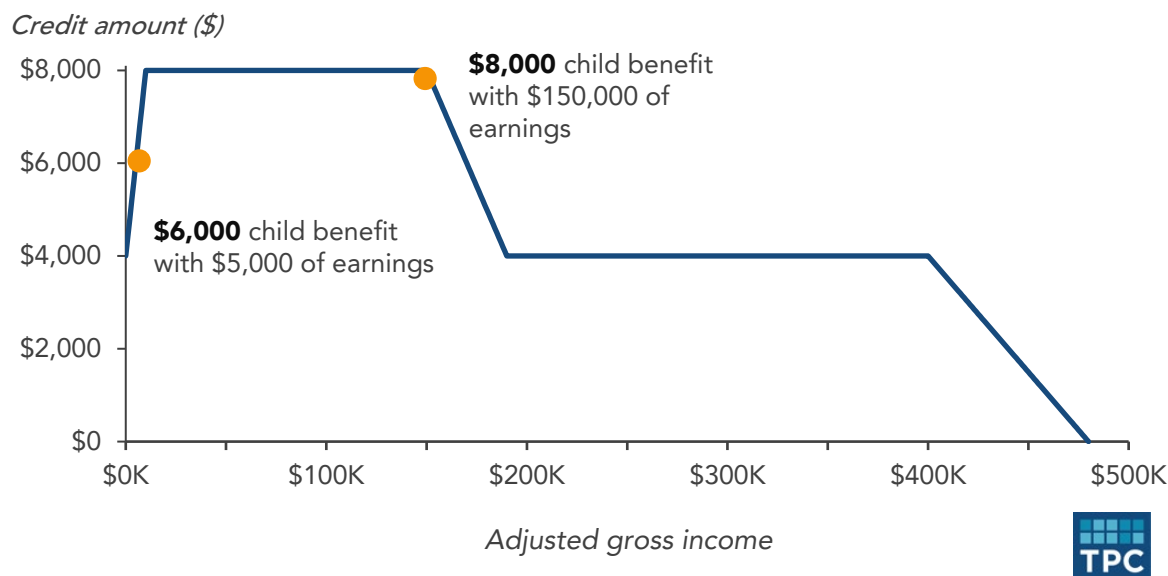 Credit amount ($)
$8,000
$8,000 child benefit
with $150,000 of
earnings
$6,000
$6,000 child benefit
with $5,000 of earnings
$4,000
$2,000
$0
$0K
$100K
$200K
$300K
$400K
$500K
Adjusted gross income
TPC